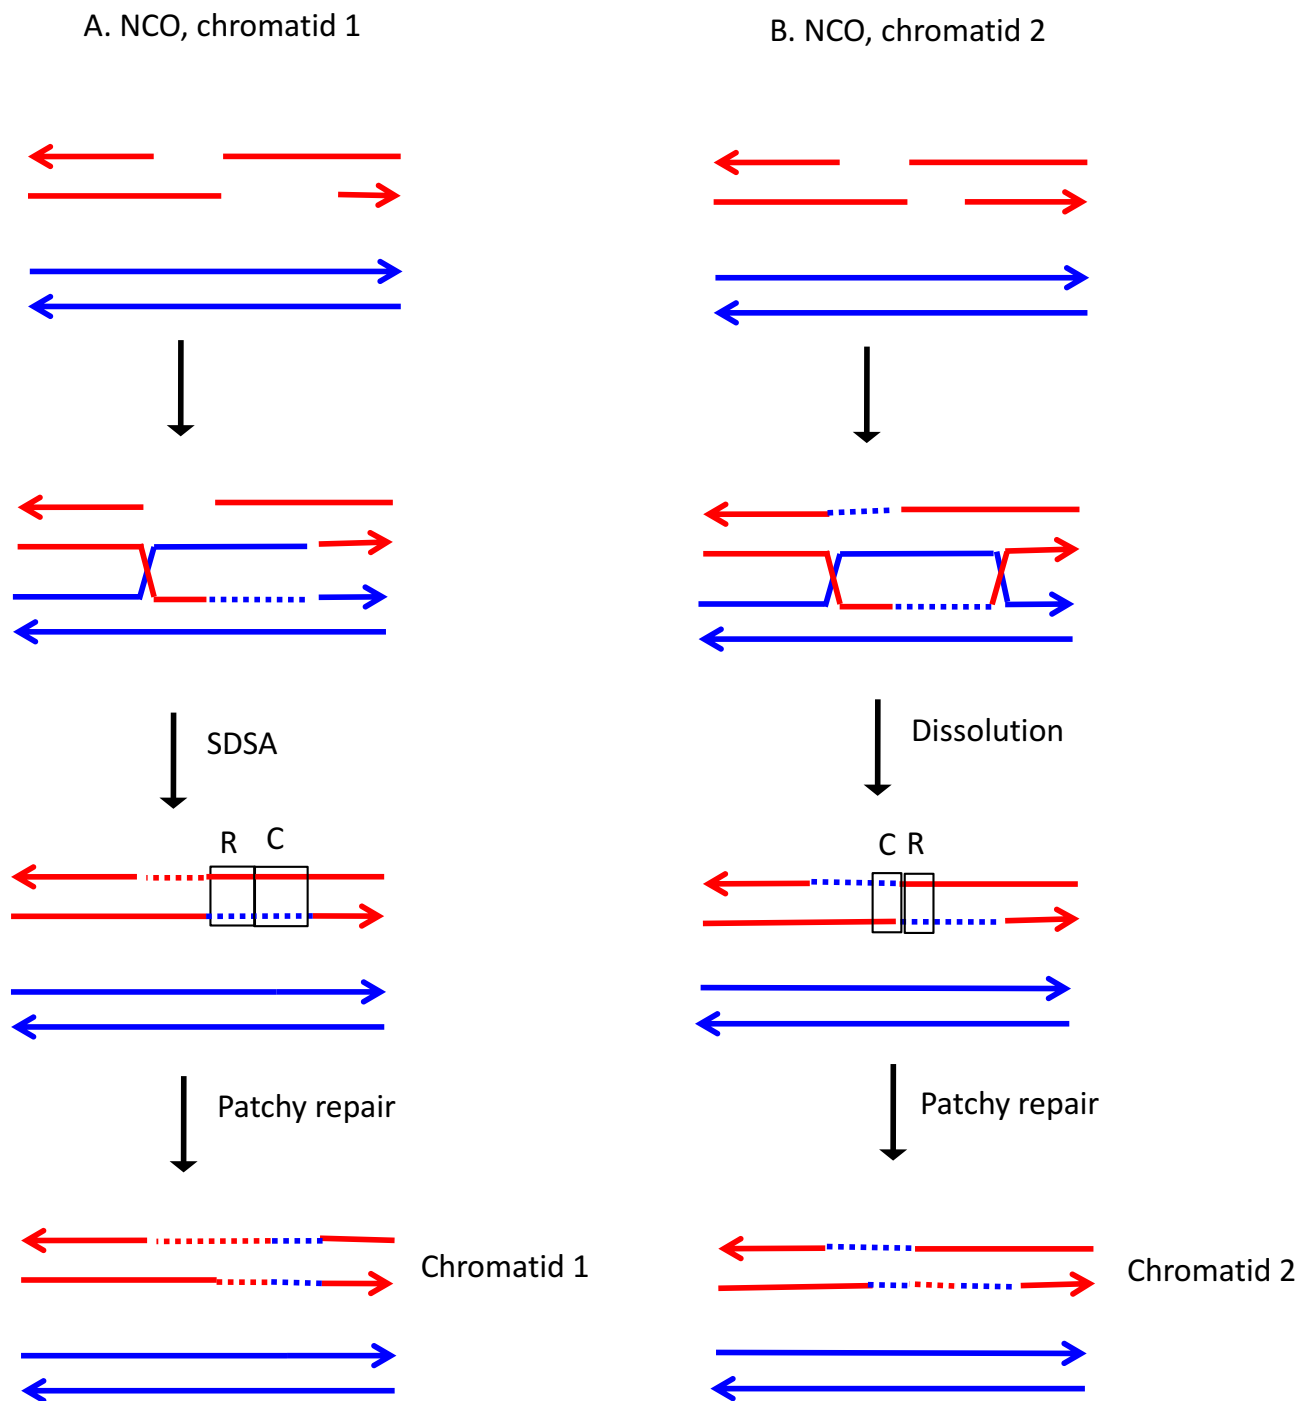 A. NCO, chromatid 1
B. NCO, chromatid 2
SDSA
Dissolution
R C
C R
Patchy repair
Patchy repair
Chromatid 1
Chromatid 2